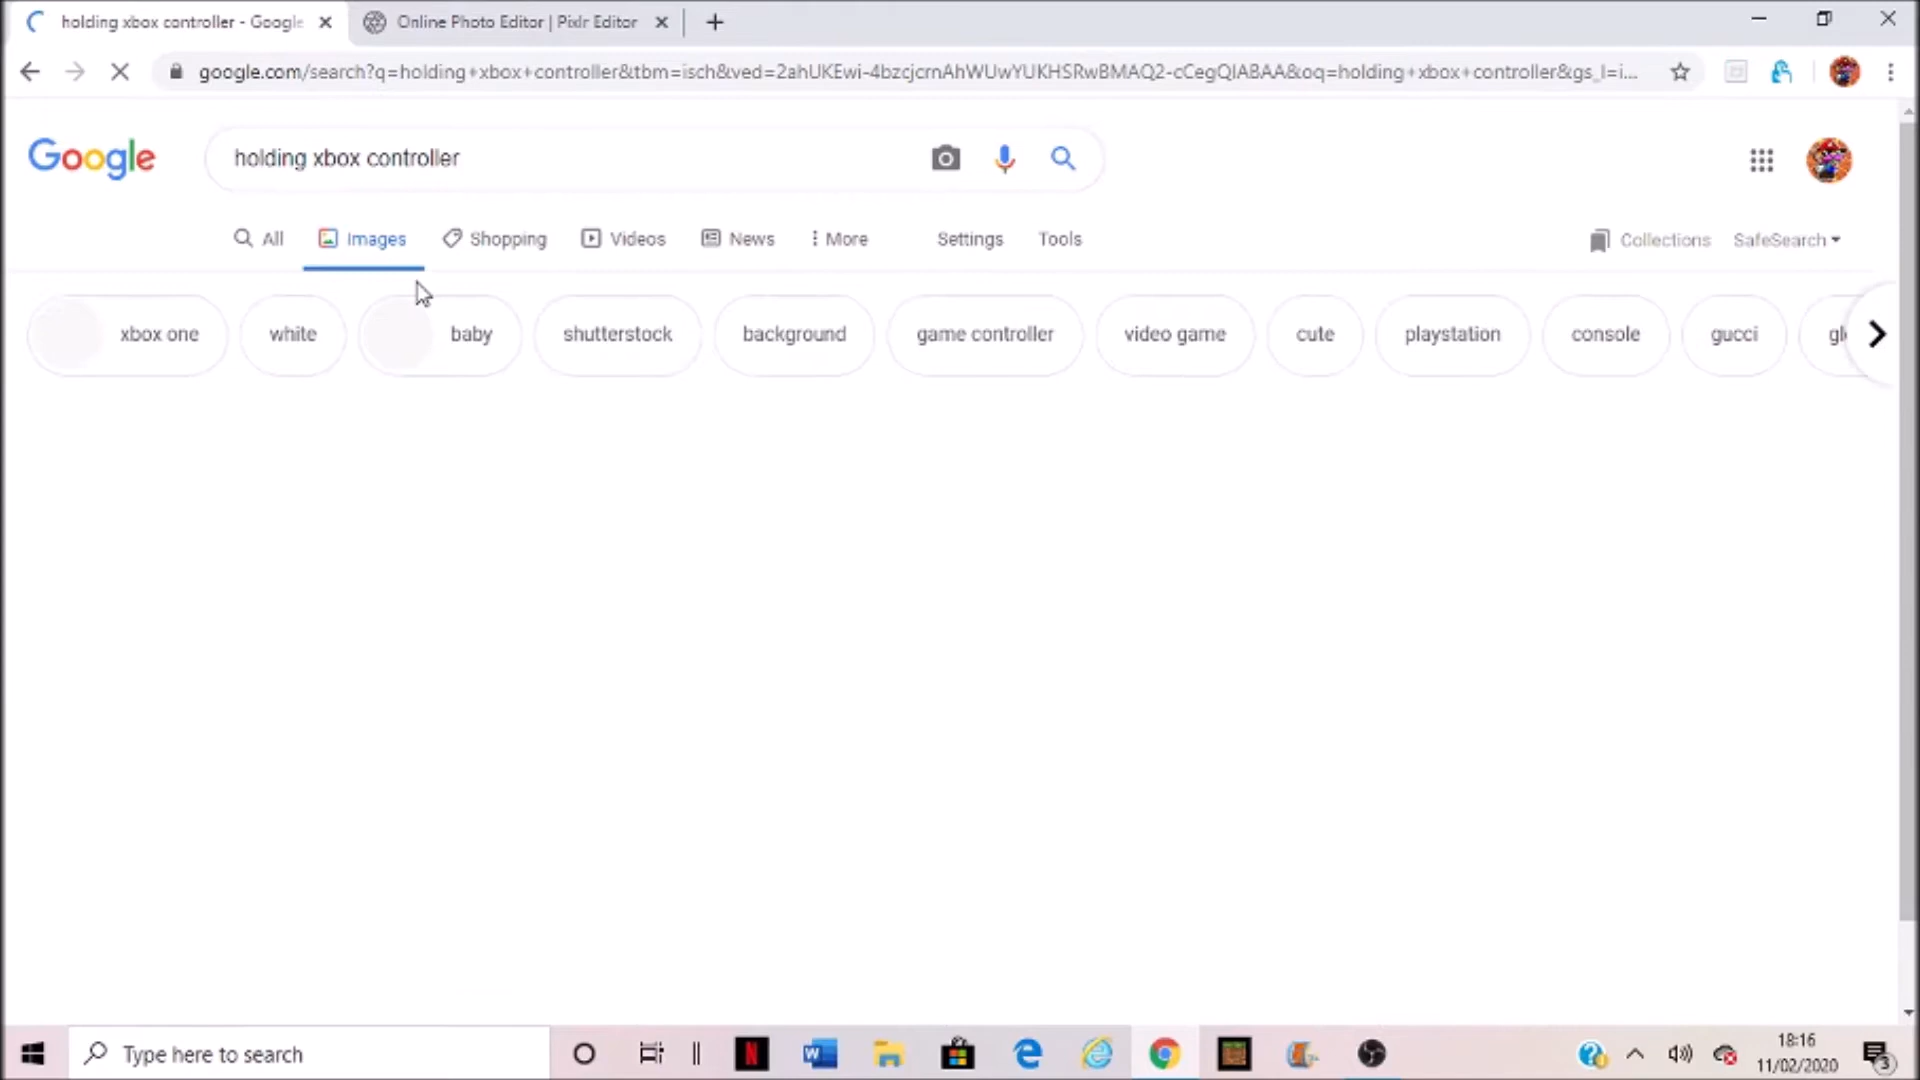 holding xbox controller - Google
Online Photo Editor | Pixlr Editor
google.com/search?q=holding+xbox+controller&tbm=isch&ved=2ahUKEwi-4bzcjcrnAhWUwYUKHSRwBMAQ2-cCegQIABAA&oq=holding+xbox+controller&gs_l=i...
Google
holding xbox controller
All
Images
Shopping
Videos
News
More
Settings
Tools
Collections
SafeSearch
xbox one
white
baby
shutterstock
background
game controller
video game
cute
playstation
console
gucci
Type here to search
18:16
11/02/2020
3